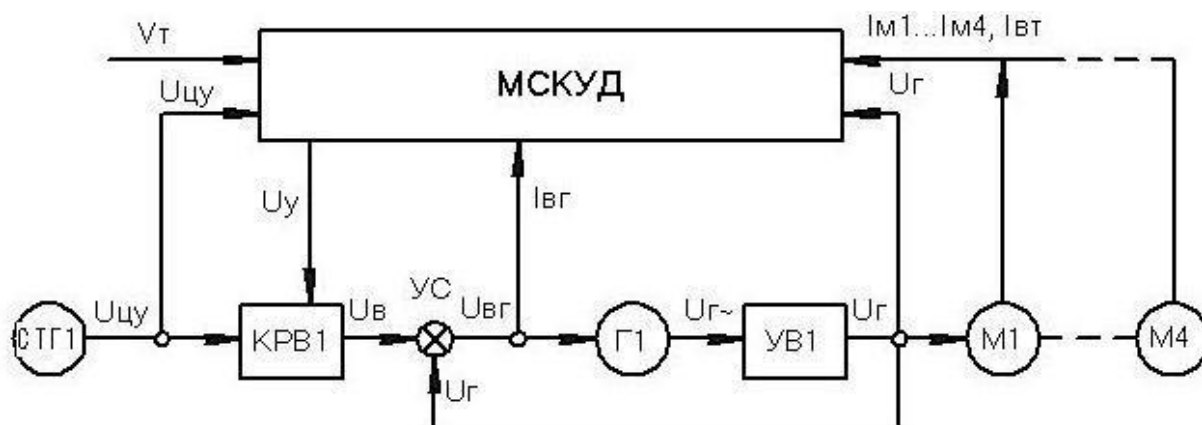 Vт
Iм1...Iм4, Iвт
Uцу
МСКУД
Uг
Uу
Iвг
Uцу
Uв
УС
Uвг
Uг~
Uг
СТГ1
КРВ1
Г1
УВ1
М1
М4
Uг